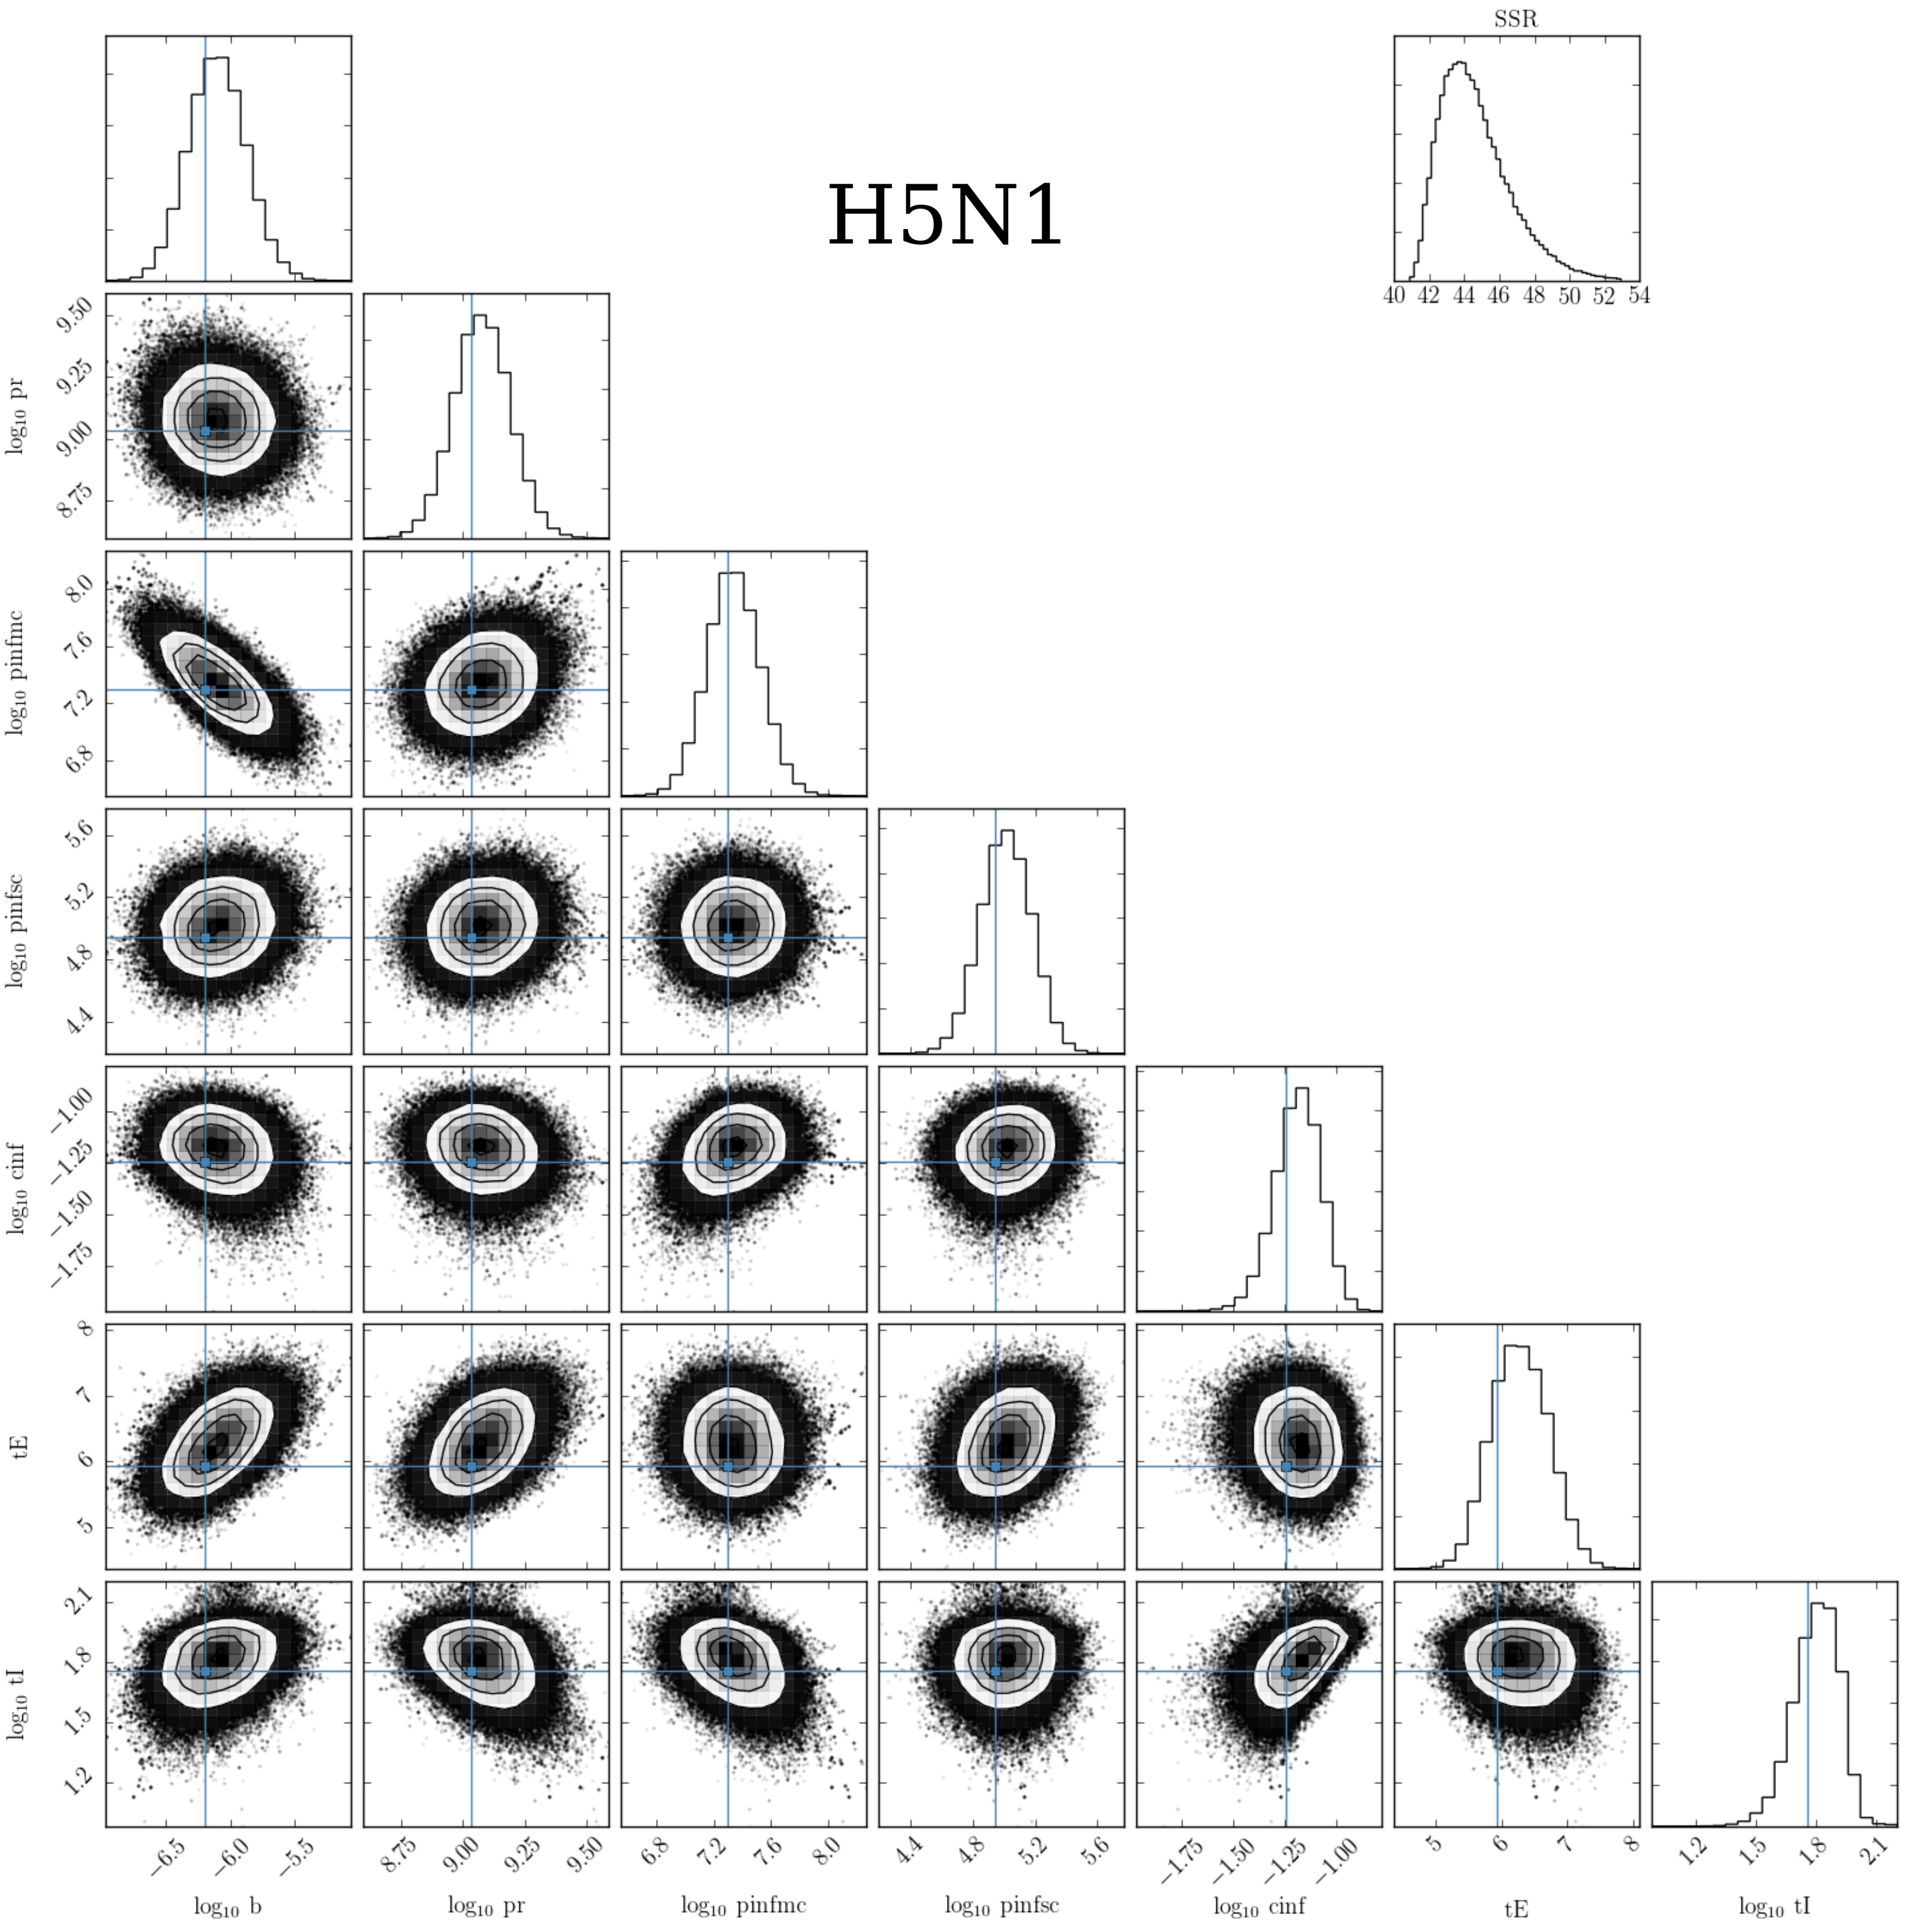 SSR
H5N1
40 42 44 46 48 50 52 54
log₁₀ pr
9.50
9.25
9.00
8.75
log₁₀ pinfmc
8.0
7.6
7.2
6.8
log₁₀ pinfsc
5.6
5.2
4.8
4.4
log₁₀ cinf
−1.00
−1.25
−1.50
−1.75
tE
8
7
6
5
log₁₀ tI
2.1
1.8
1.5
1.2
−6.5 −6.0 −5.5 8.75 9.00 9.25 9.50 6.8 7.2 7.6 8.0 4.4 4.8 5.2 5.6 −1.75 −1.50 −1.25 −1.00 5 6 7 8 1.2 1.5 1.8 2.1
log₁₀ b log₁₀ pr log₁₀ pinfmc log₁₀ pinfsc log₁₀ cinf tE log₁₀ tI